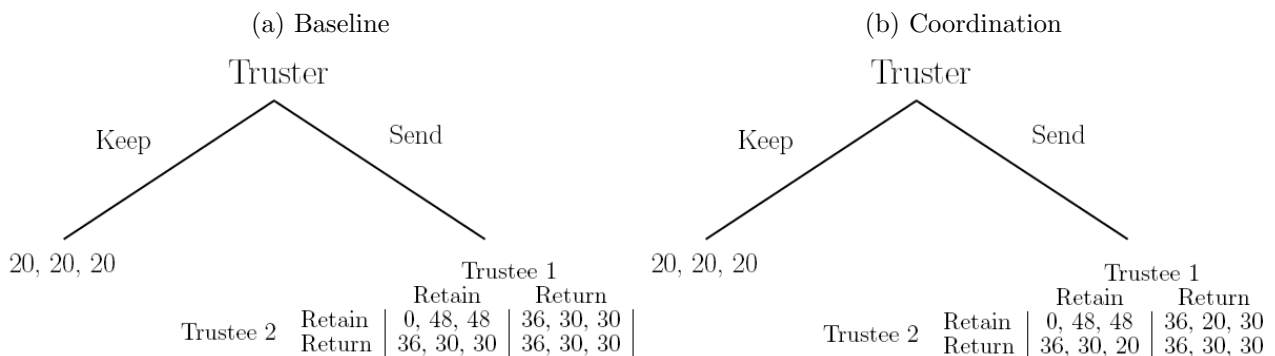 (a) Baseline
Truster
Keep
Send
20, 20, 20
Trustee 1
Retain Return
Trustee 2 Retain 0, 48, 48 36, 30, 30
Return 36, 30, 30 36, 30, 30
(b) Coordination
Truster
Keep
Send
20, 20, 20
Trustee 1
Retain Return
Trustee 2 Retain 0, 48, 48 36, 20, 30
Return 36, 30, 20 36, 30, 30